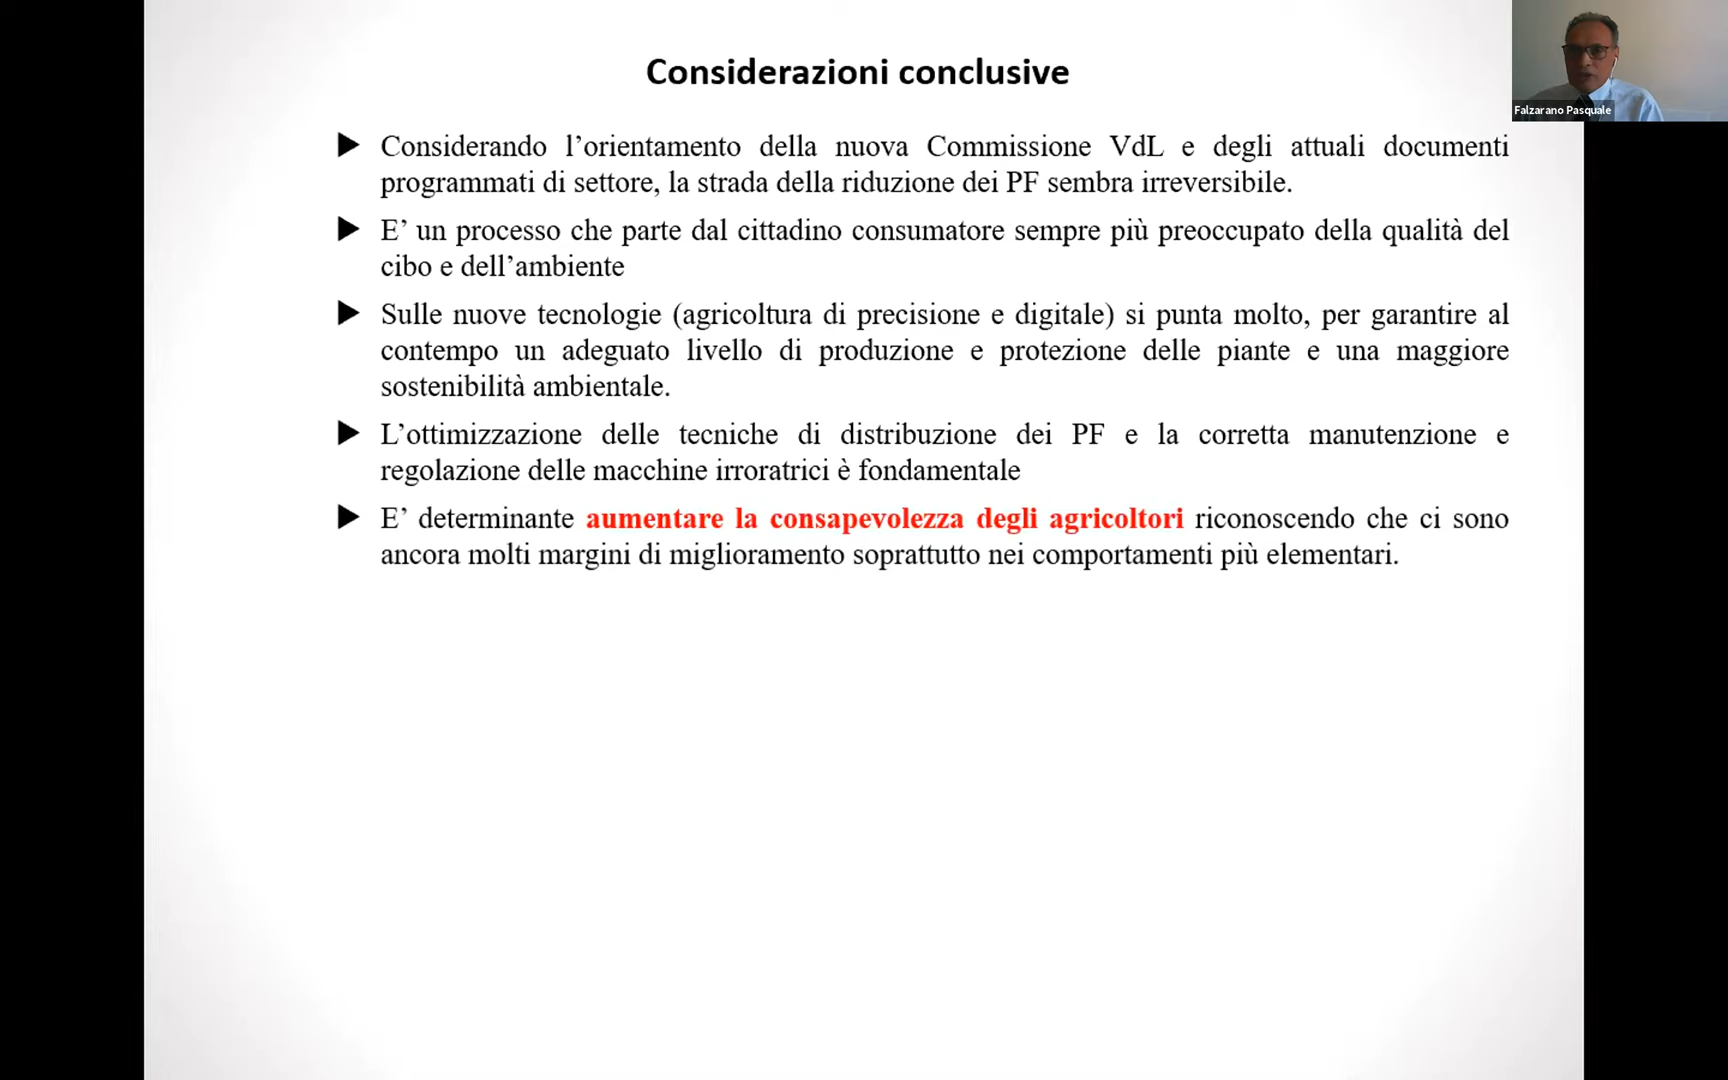 Considerazioni conclusive
Falzarano Pasquale
Considerando l’orientamento della nuova Commissione VdL e degli attuali documenti
programmati di settore, la strada della riduzione dei PF sembra irreversibile.
E’ un processo che parte dal cittadino consumatore sempre più preoccupato della qualità del
cibo e dell’ambiente
Sulle nuove tecnologie (agricoltura di precisione e digitale) si punta molto, per garantire al
contempo un adeguato livello di produzione e protezione delle piante e una maggiore
sostenibilità ambientale.
L’ottimizzazione delle tecniche di distribuzione dei PF e la corretta manutenzione e
regolazione delle macchine irroratrici è fondamentale
E’ determinante aumentare la consapevolezza degli agricoltori riconoscendo che ci sono
ancora molti margini di miglioramento soprattutto nei comportamenti più elementari.